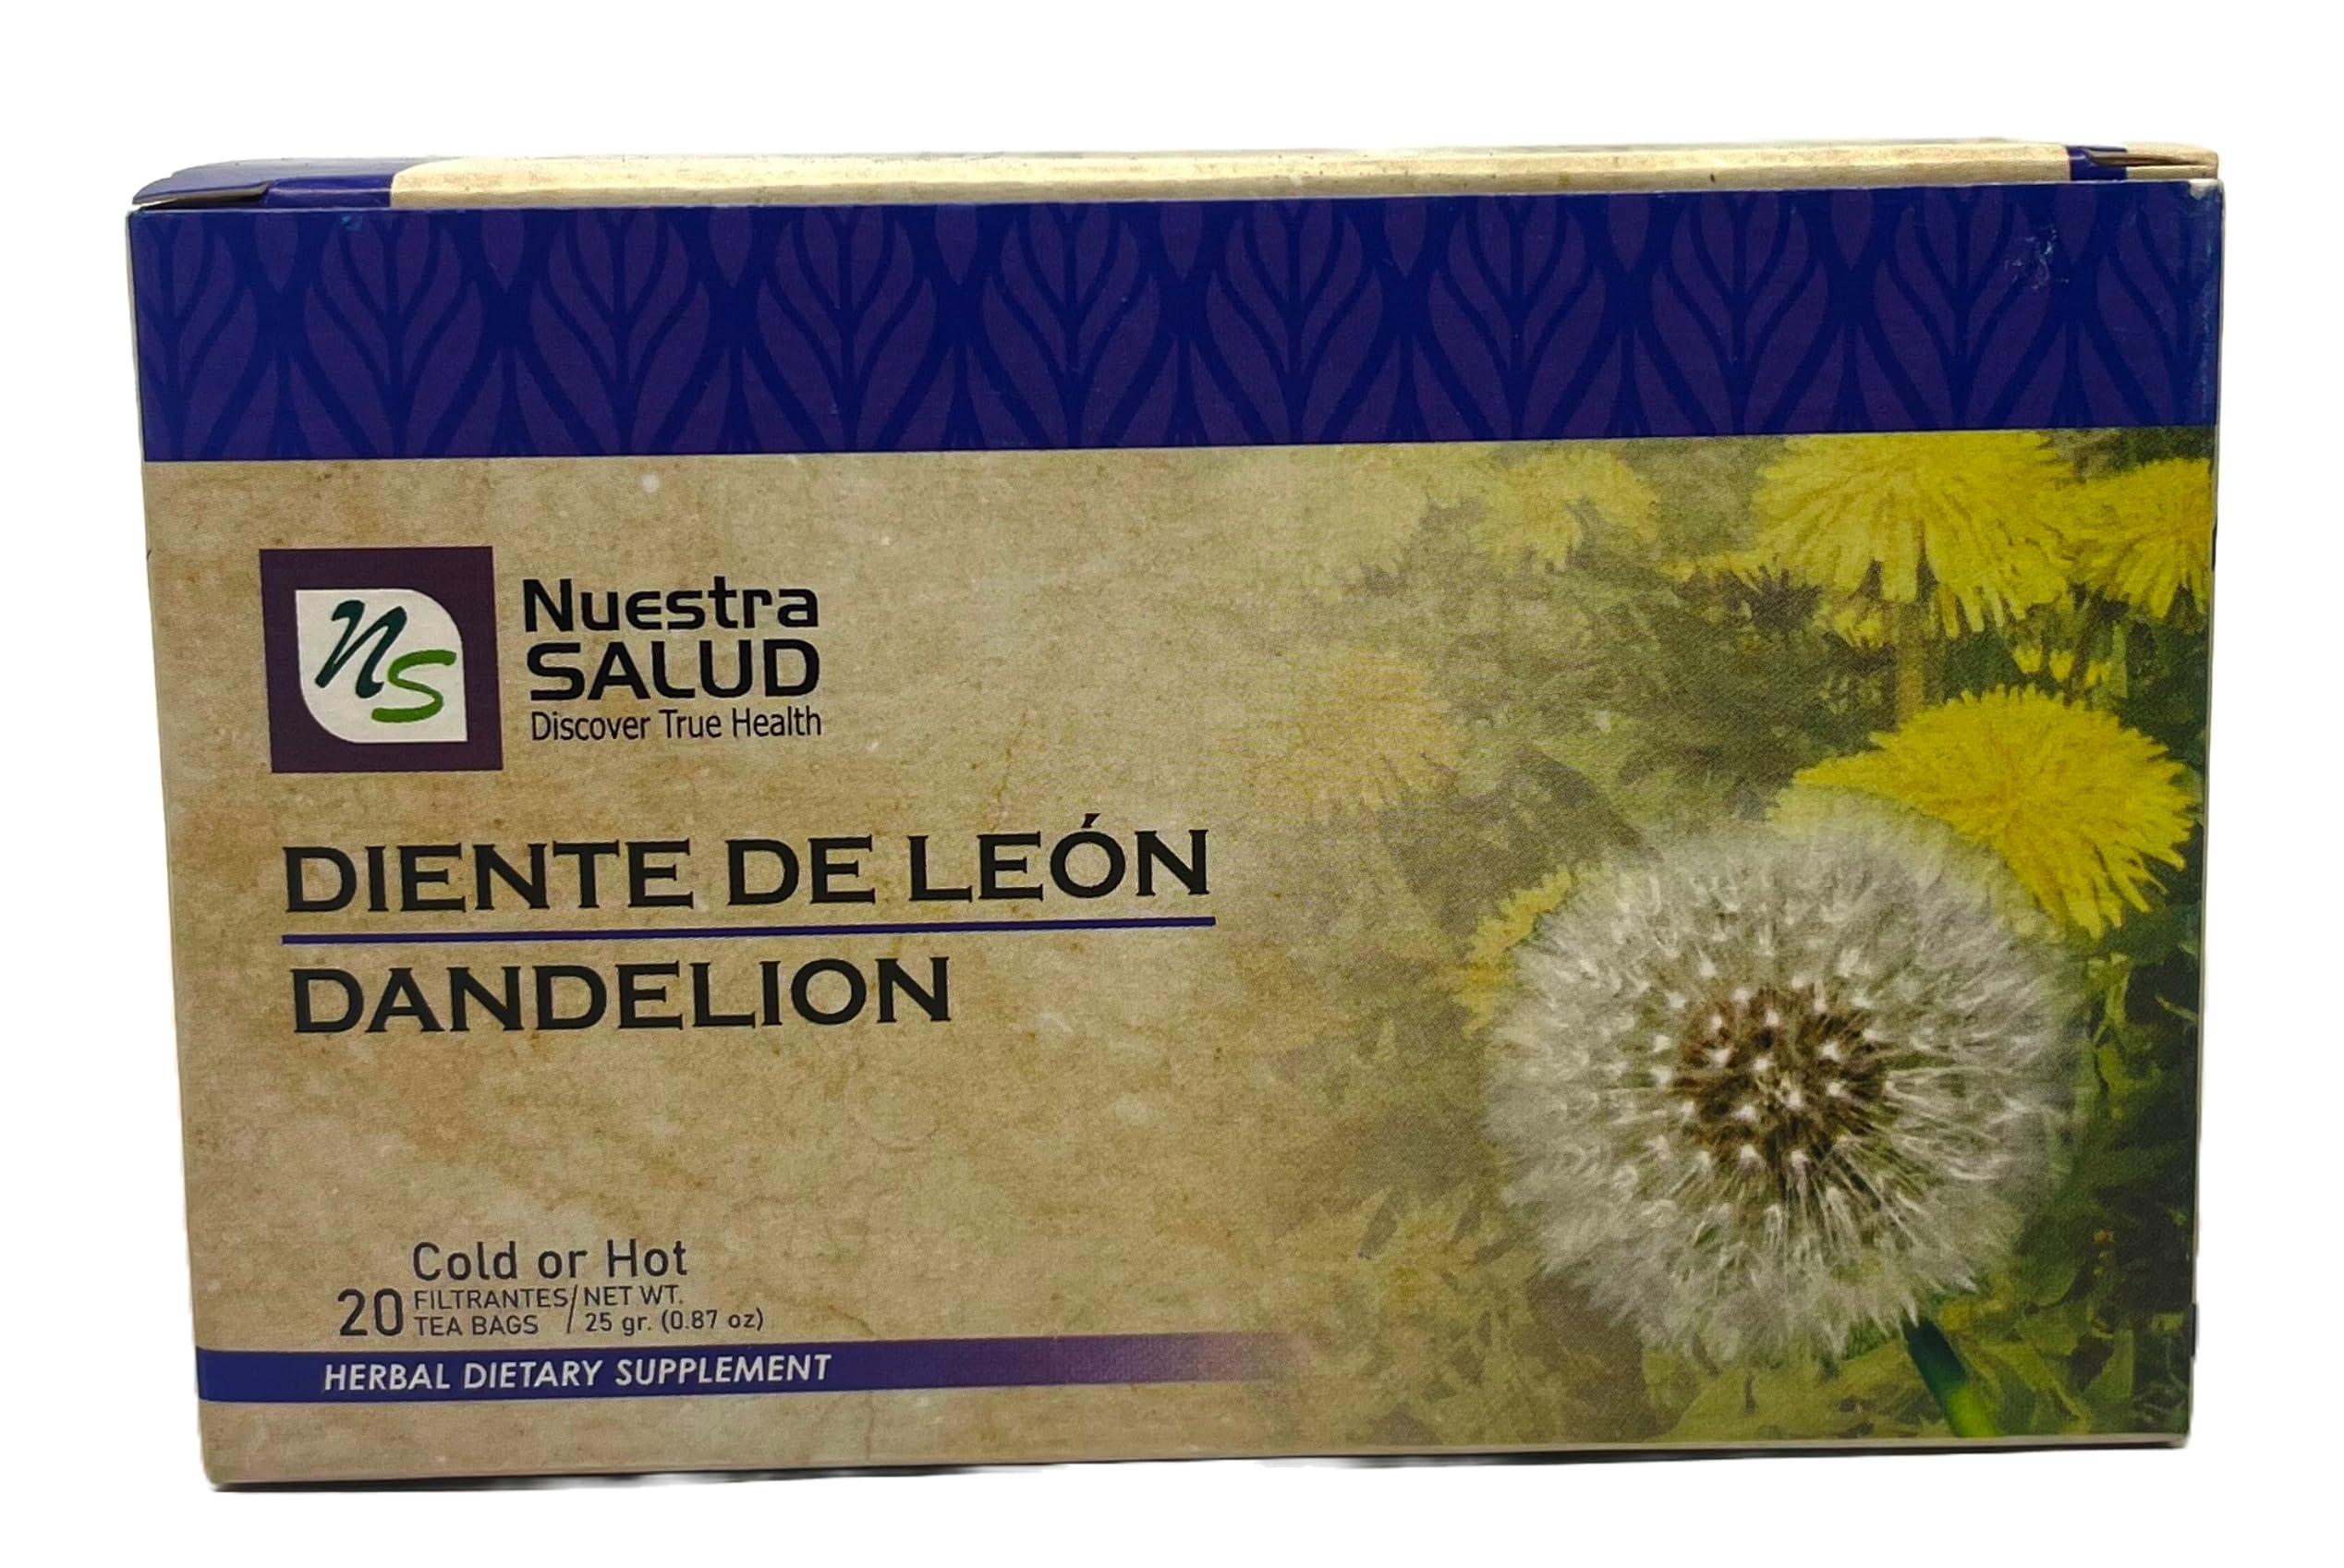 NS
Nuestra
SALUD
Discover True Health
DIENTE DE LEÓN
DANDELION
Cold or Hot
20 FILTRANTES/NET WT.
TEA BAGS / 25 gr. (0.87 oz)
HERBAL DIETARY SUPPLEMENT